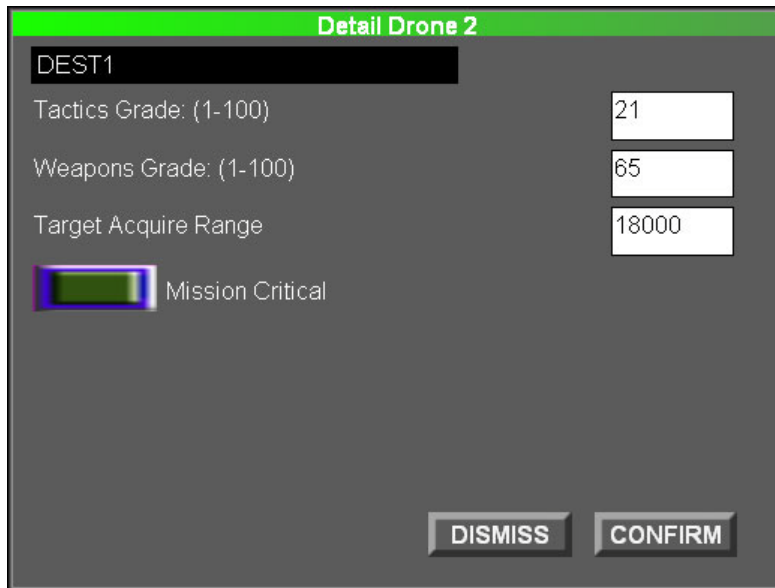 Detail Drone 2
DEST1
Tactics Grade: (1-100) 21
Weapons Grade: (1-100) 65
Target Acquire Range 18000
Mission Critical
DISMISS CONFIRM